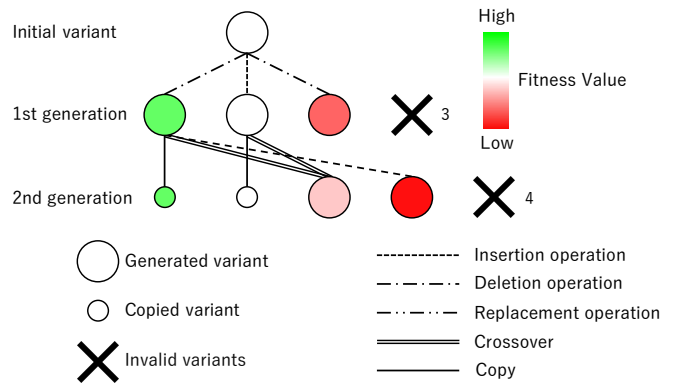 High
Initial variant
Fitness Value
1st generation
3
Low
2nd generation
4
Generated variant
Insertion operation
Deletion operation
Copied variant
Replacement operation
Crossover
Invalid variants
Copy